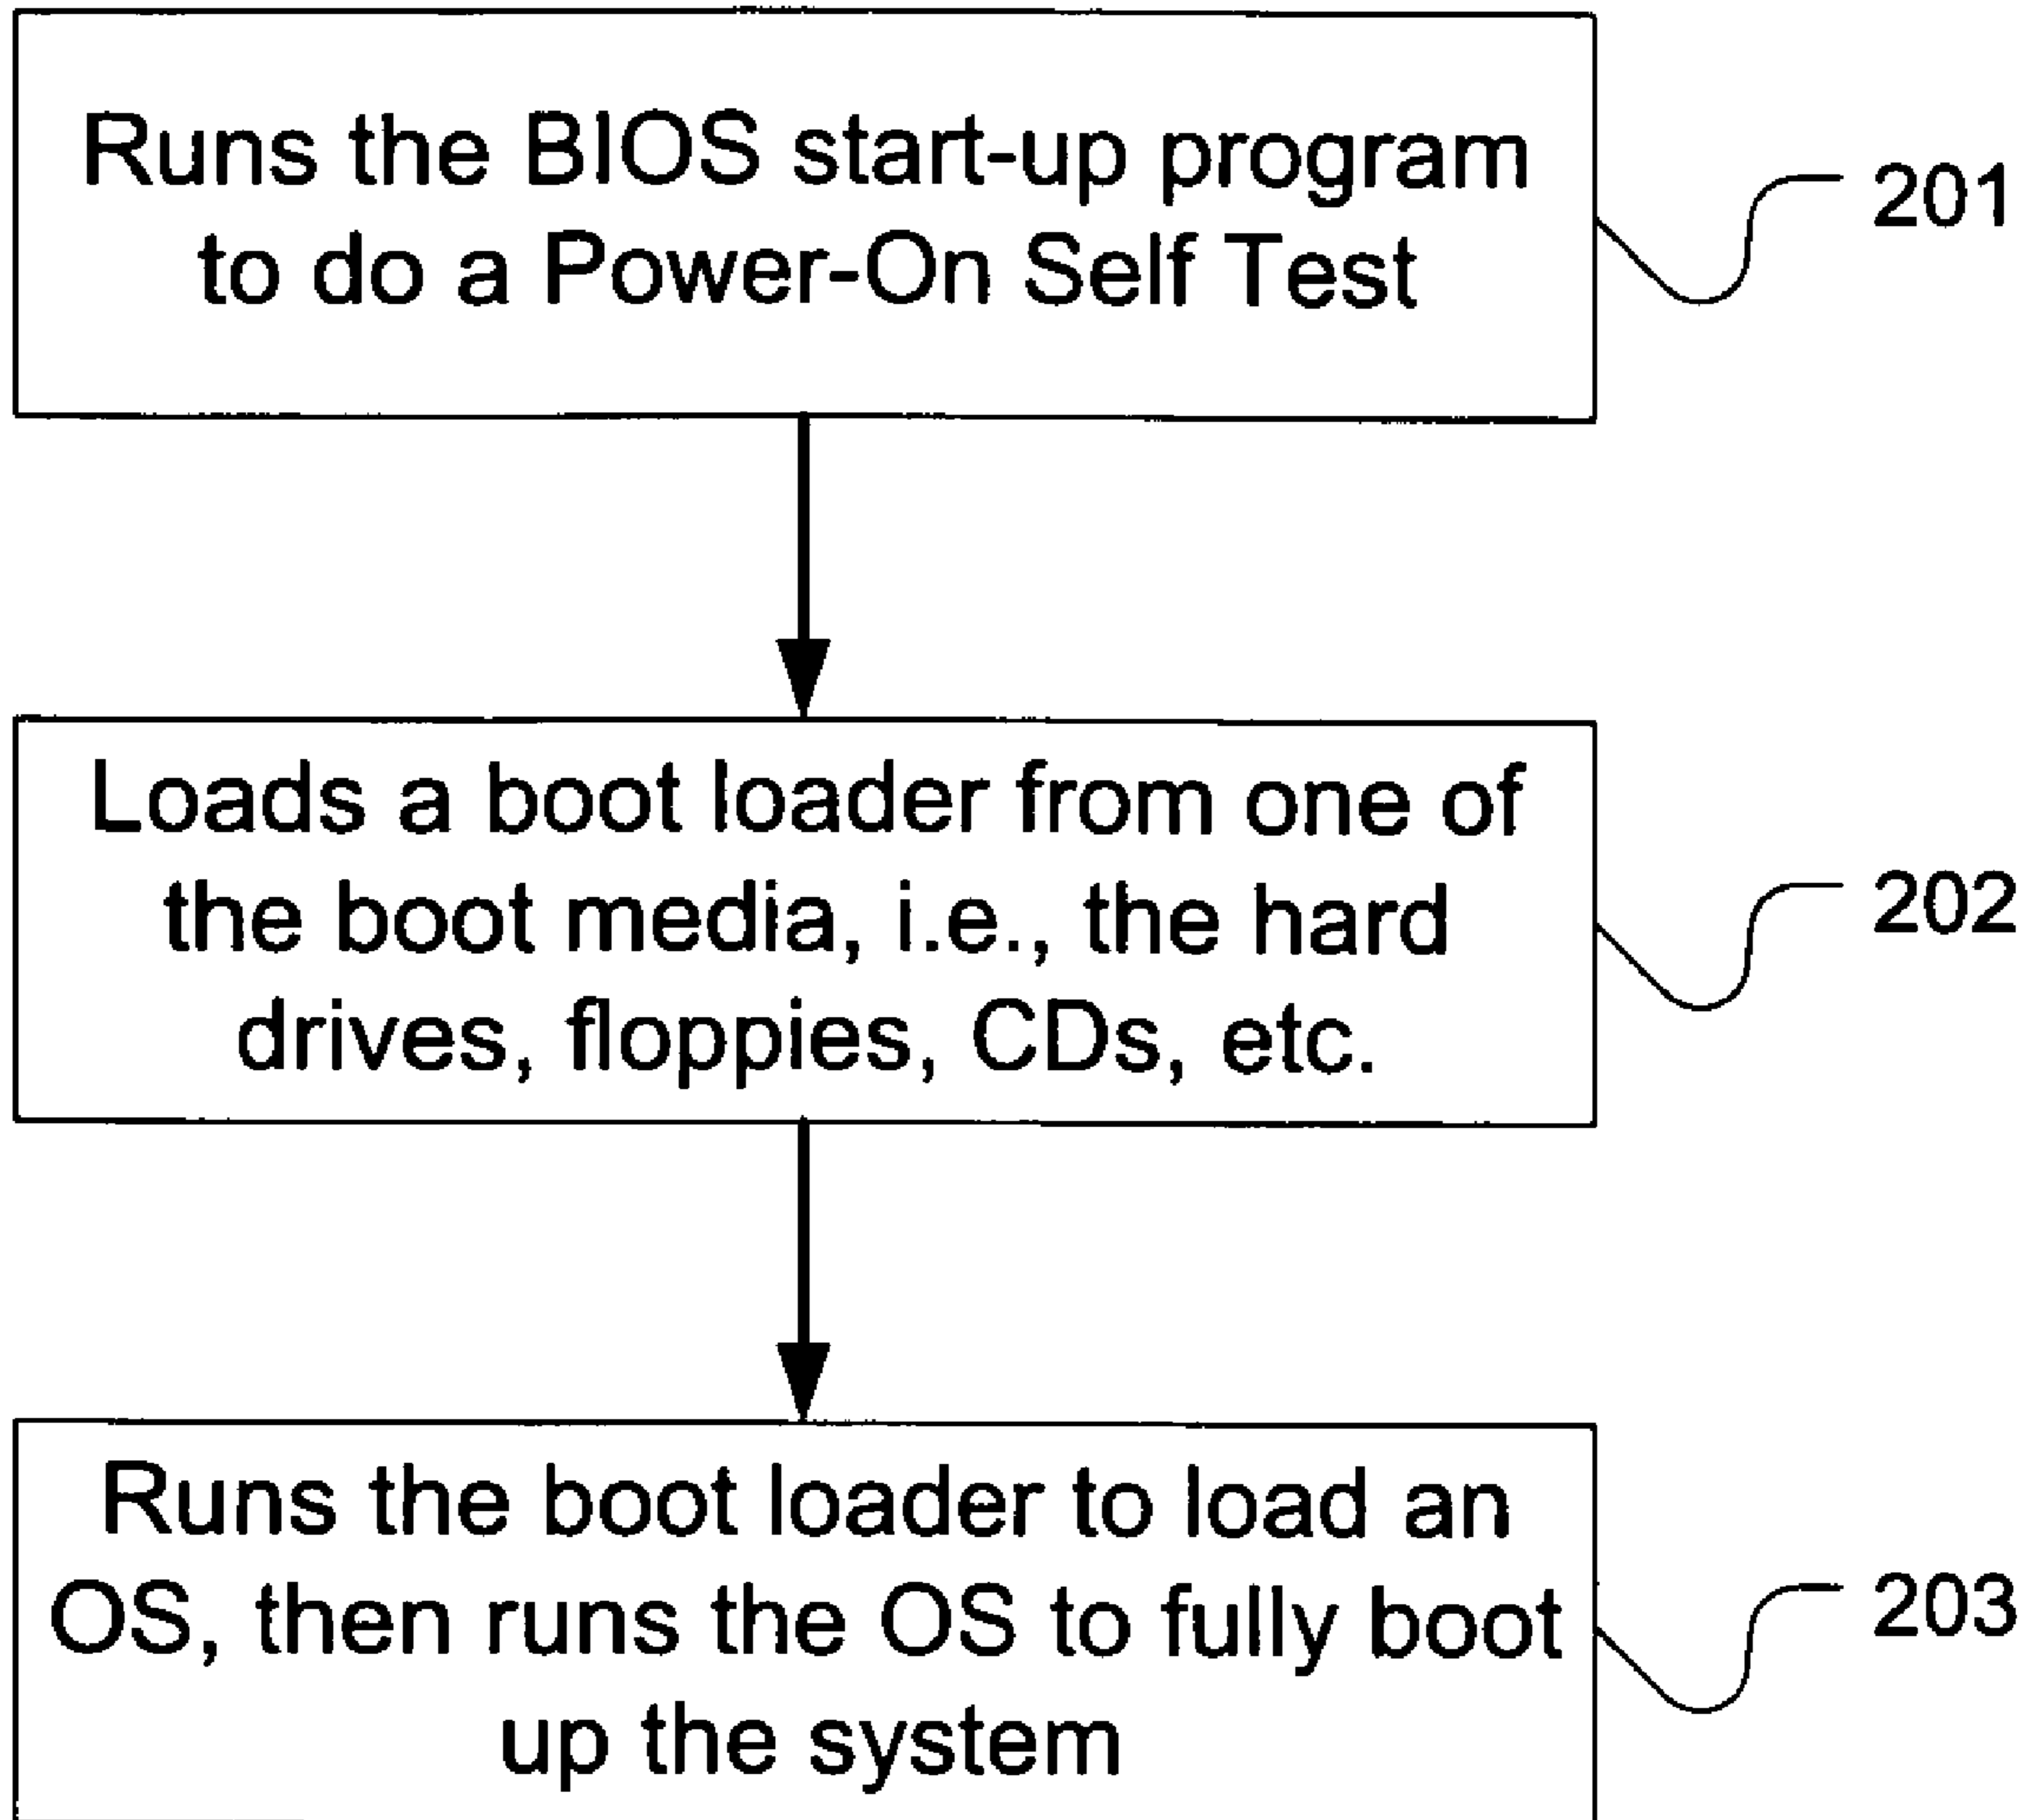 Runs the BIOS start-up program
to do a Power-On Self Test
201
Loads a boot loader from one of
the boot media, i.e., the hard
drives, floppies, CDs, etc.
202
Runs the boot loader to load an
OS, then runs the OS to fully boot
up the system
203